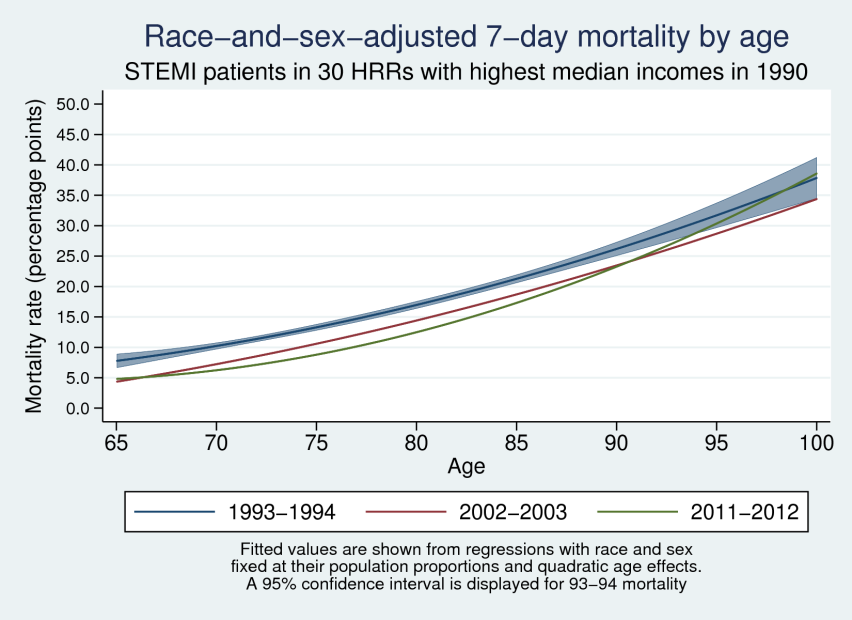 Race−and−sex−adjusted 7−day mortality by age
STEMI patients in 30 HRRs with highest median incomes in 1990
Mortality rate (percentage points)
50.0
45.0
40.0
35.0
30.0
25.0
20.0
15.0
10.0
5.0
0.0
65 70 75 80 85 90 95 100
Age
1993−1994 2002−2003 2011−2012
Fitted values are shown from regressions with race and sex
fixed at their population proportions and quadratic age effects.
A 95% confidence interval is displayed for 93−94 mortality